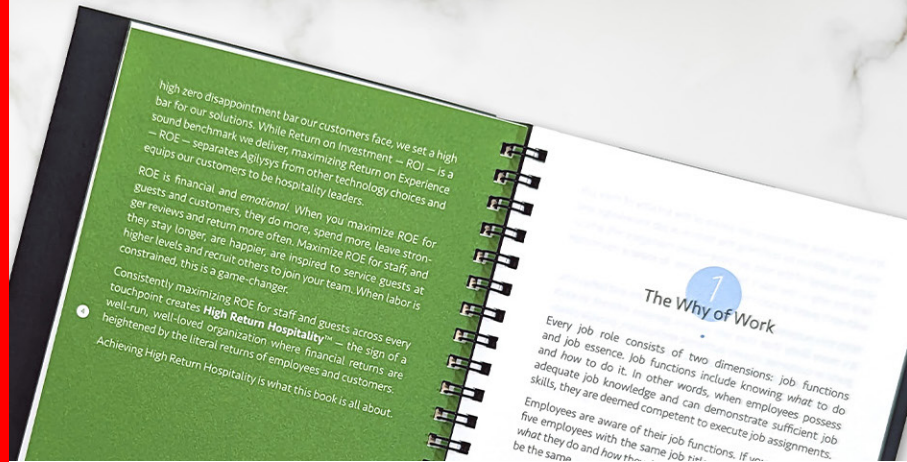 high zero disappointment bar our customers face, we set a high
bar for our solutions. While Return on Investment — ROI — is a
sound benchmark we deliver, maximizing Return on Experience
— ROE — separates Agilysys from other technology choices and
equips our customers to be hospitality leaders.
ROE is financial and emotional. When you maximize ROE for
guests and customers, they do more, spend more, leave stron-
ger reviews and return more often. Maximize ROE for staff, and
they stay longer, are happier, are inspired to service guests at
higher levels and recruit others to join your team. When labor is
constrained, this is a game-changer.
Consistently maximizing ROE for staff and guests across every
touchpoint creates High Return Hospitality™ — the sign of a
well-run, well-loved organization where financial returns are
heightened by the literal returns of employees and customers.
Achieving High Return Hospitality is what this book is all about.
1
The Why of Work
Every job role consists of two dimensions: job functions
and job essence. Job functions include knowing what to do
and how to do it. In other words, when employees possess
adequate job knowledge and can demonstrate sufficient job
skills, they are deemed competent to execute job assignments.
Employees are aware of their job functions. If you
five employees with the same job title
what they do and how they
be the same